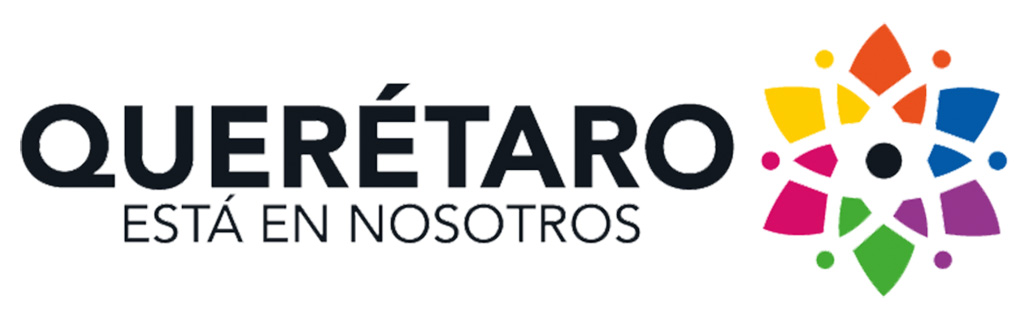 QUERÉTARO
ESTÁ EN NOSOTROS